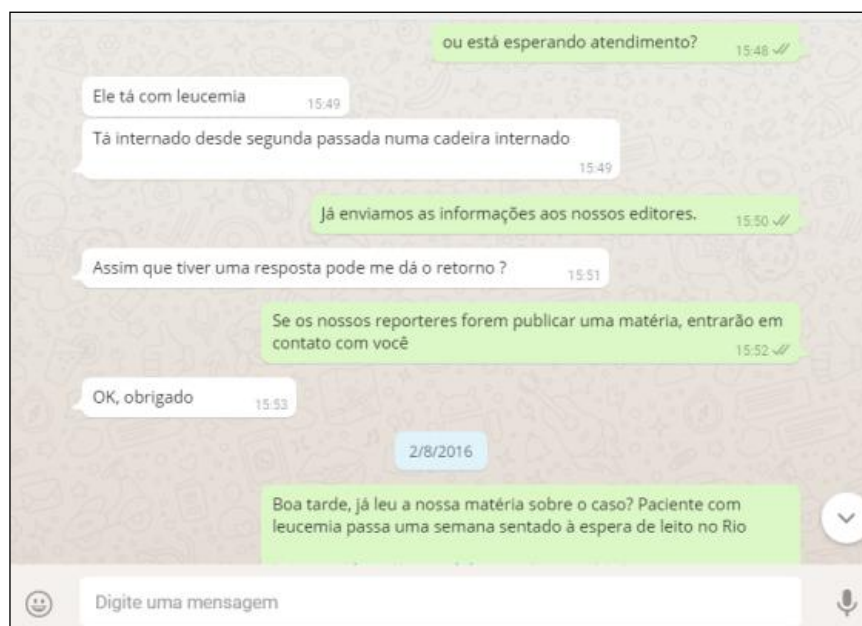 ou está esperando atendimento?
15:48
Ele tá com leucemia
15:49
Tá internado desde segunda passada numa cadeira internado
15:49
Já enviamos as informações aos nossos editores.
15:50
Assim que tiver uma resposta pode me dá o retorno ?
15:51
Se os nossos reporteres forem publicar uma matéria, entrarão em
contato com você
15:52
OK, obrigado
15:53
2/8/2016
Boa tarde, já leu a nossa matéria sobre o caso? Paciente com
leucemia passa uma semana sentado à espera de leito no Rio
Digite uma mensagem